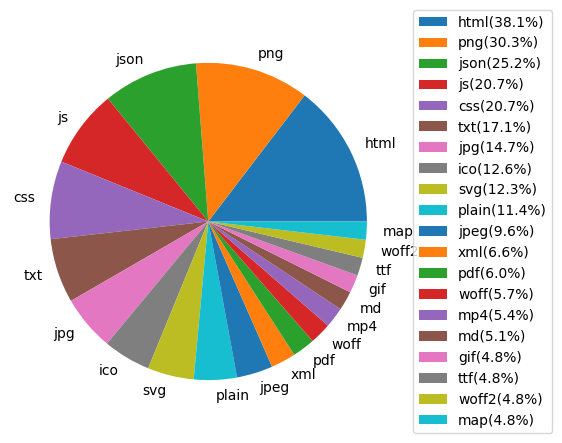 html
png
json
js
css
txt
jpg
ico
svg
plain
jpeg
xml
pdf
woff
mp4
md
gif
ttf
woff2
map
html(38.1%)
png(30.3%)
json(25.2%)
js(20.7%)
css(20.7%)
txt(17.1%)
jpg(14.7%)
ico(12.6%)
svg(12.3%)
plain(11.4%)
jpeg(9.6%)
xml(6.6%)
pdf(6.0%)
woff(5.7%)
mp4(5.4%)
md(5.1%)
gif(4.8%)
ttf(4.8%)
woff2(4.8%)
map(4.8%)